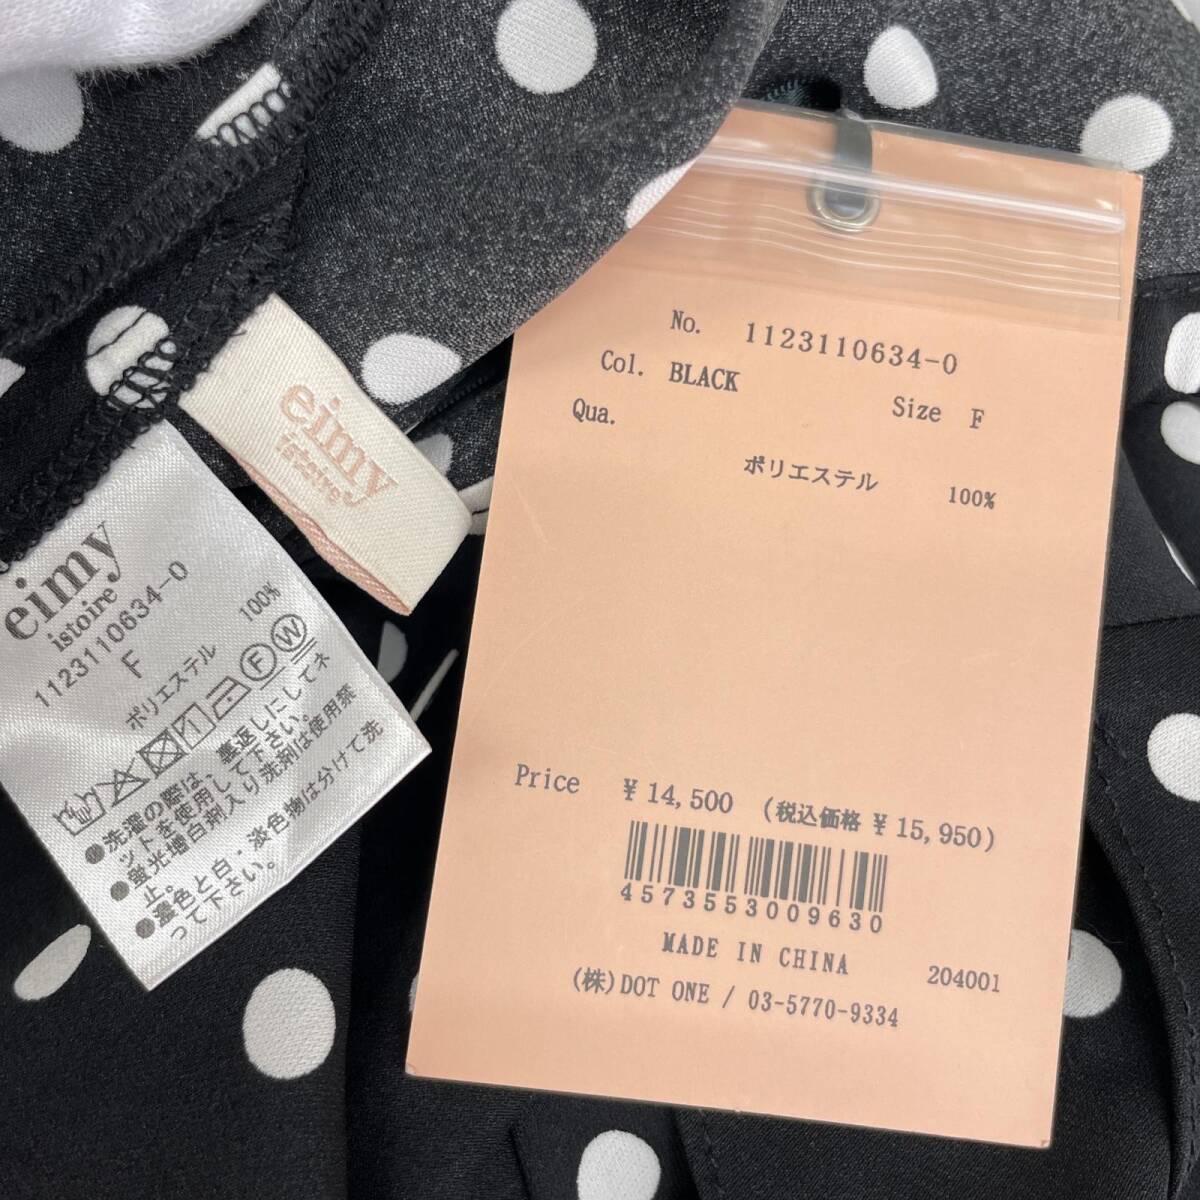 No. 1123110634-0
Col. BLACK
Size F
Qua.
ポリエステル 100%
Price ¥14,500 (税込価格 ¥15,950)
4573553009630
MADE IN CHINA
204001
(株)DOT ONE / 03-5770-9334
eimy
istoire
eimy
istoire
1123110634-0
F
ポリエステル 100%
●洗濯の際は、裏返しにしてネ
ットを使用して下さい。
●蛍光増白剤入り洗剤は使用禁
止。
●濃色と白・淡色物は分けて洗
って下さい。